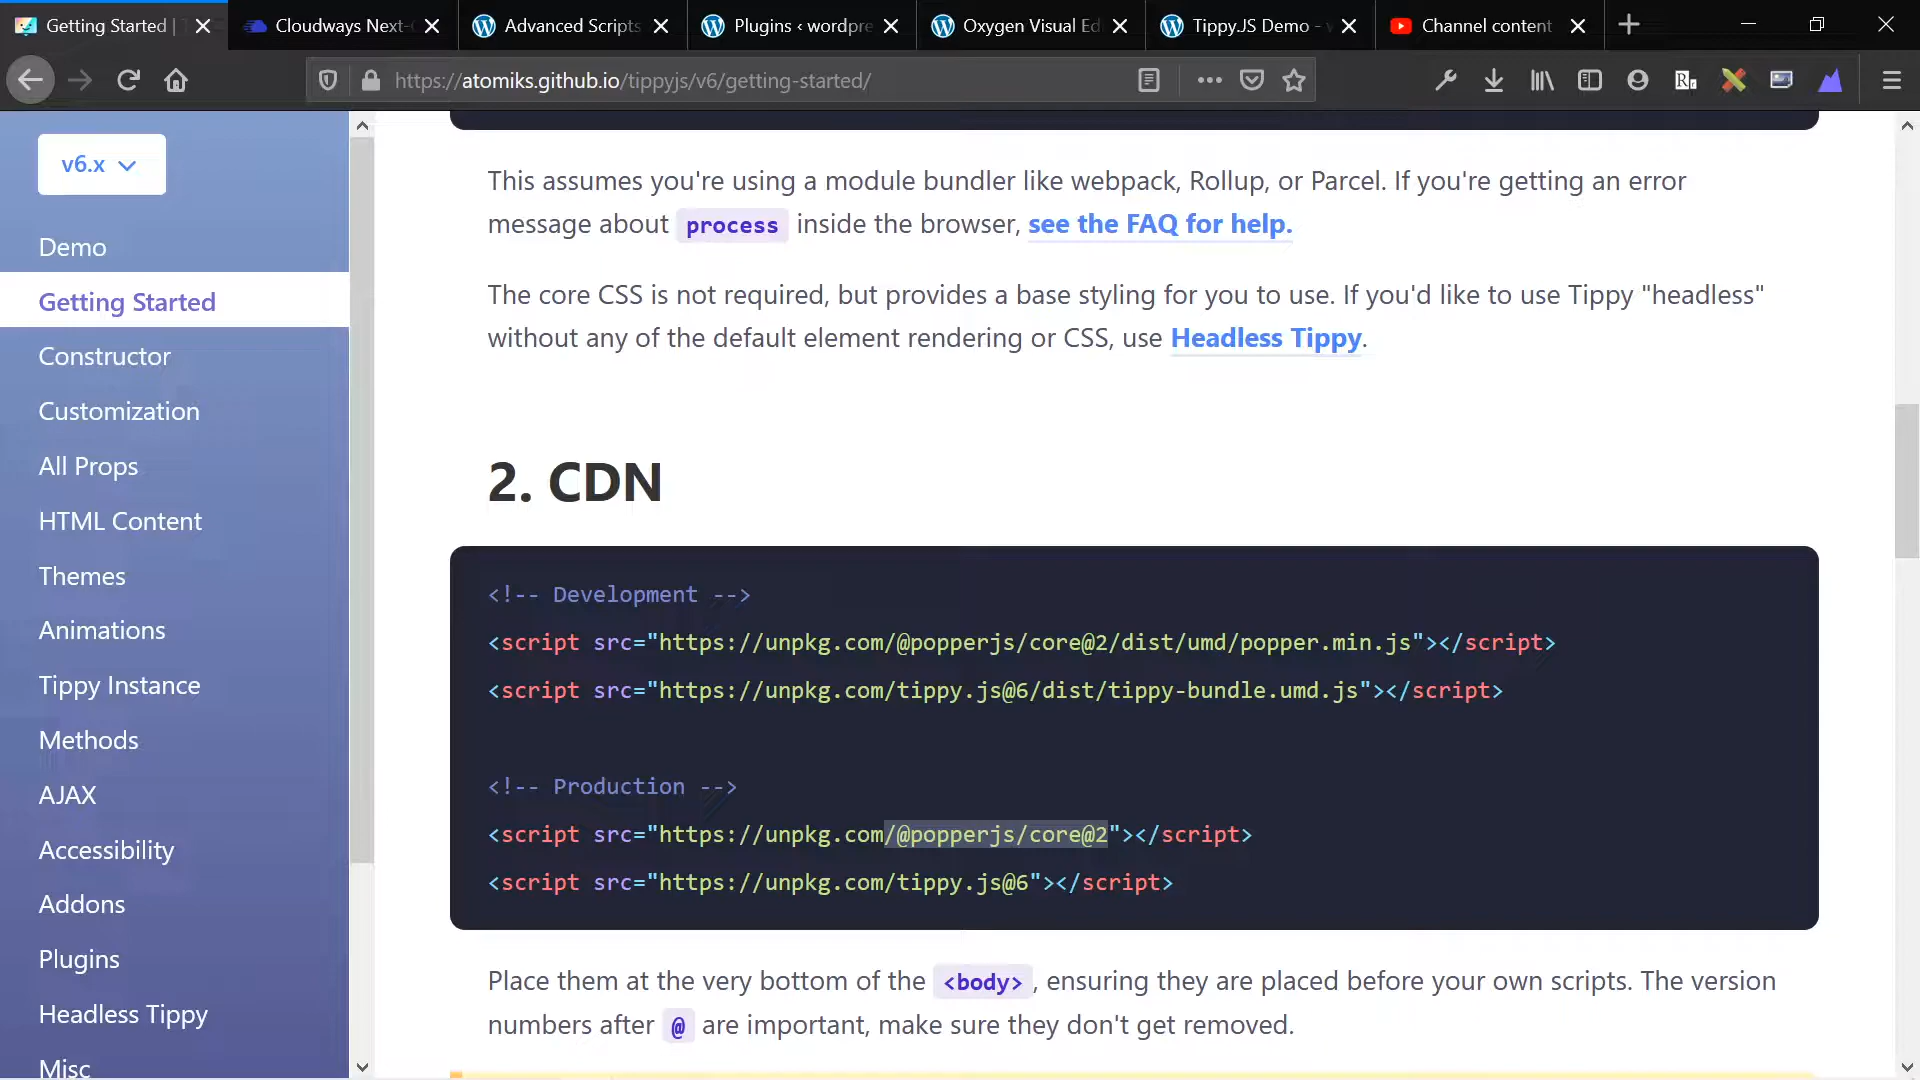 Getting Started |
Cloudways Next-
Advanced Scripts
Plugins ‹ wordpre
Oxygen Visual Ed
TippyJS Demo -
Channel content
https://atomiks.github.io/tippyjs/v6/getting-started/
v6.x
Demo
Getting Started
Constructor
Customization
All Props
HTML Content
Themes
Animations
Tippy Instance
Methods
AJAX
Accessibility
Addons
Plugins
Headless Tippy
Misc
This assumes you're using a module bundler like webpack, Rollup, or Parcel. If you're getting an error
message about process inside the browser, see the FAQ for help.
The core CSS is not required, but provides a base styling for you to use. If you'd like to use Tippy "headless"
without any of the default element rendering or CSS, use Headless Tippy.
2. CDN
<!-- Development -->
<script src="https://unpkg.com/@popperjs/core@2/dist/umd/popper.min.js"></script>
<script src="https://unpkg.com/tippy.js@6/dist/tippy-bundle.umd.js"></script>
<!-- Production -->
<script src="https://unpkg.com/@popperjs/core@2"></script>
<script src="https://unpkg.com/tippy.js@6"></script>
Place them at the very bottom of the <body>, ensuring they are placed before your own scripts. The version
numbers after @ are important, make sure they don't get removed.